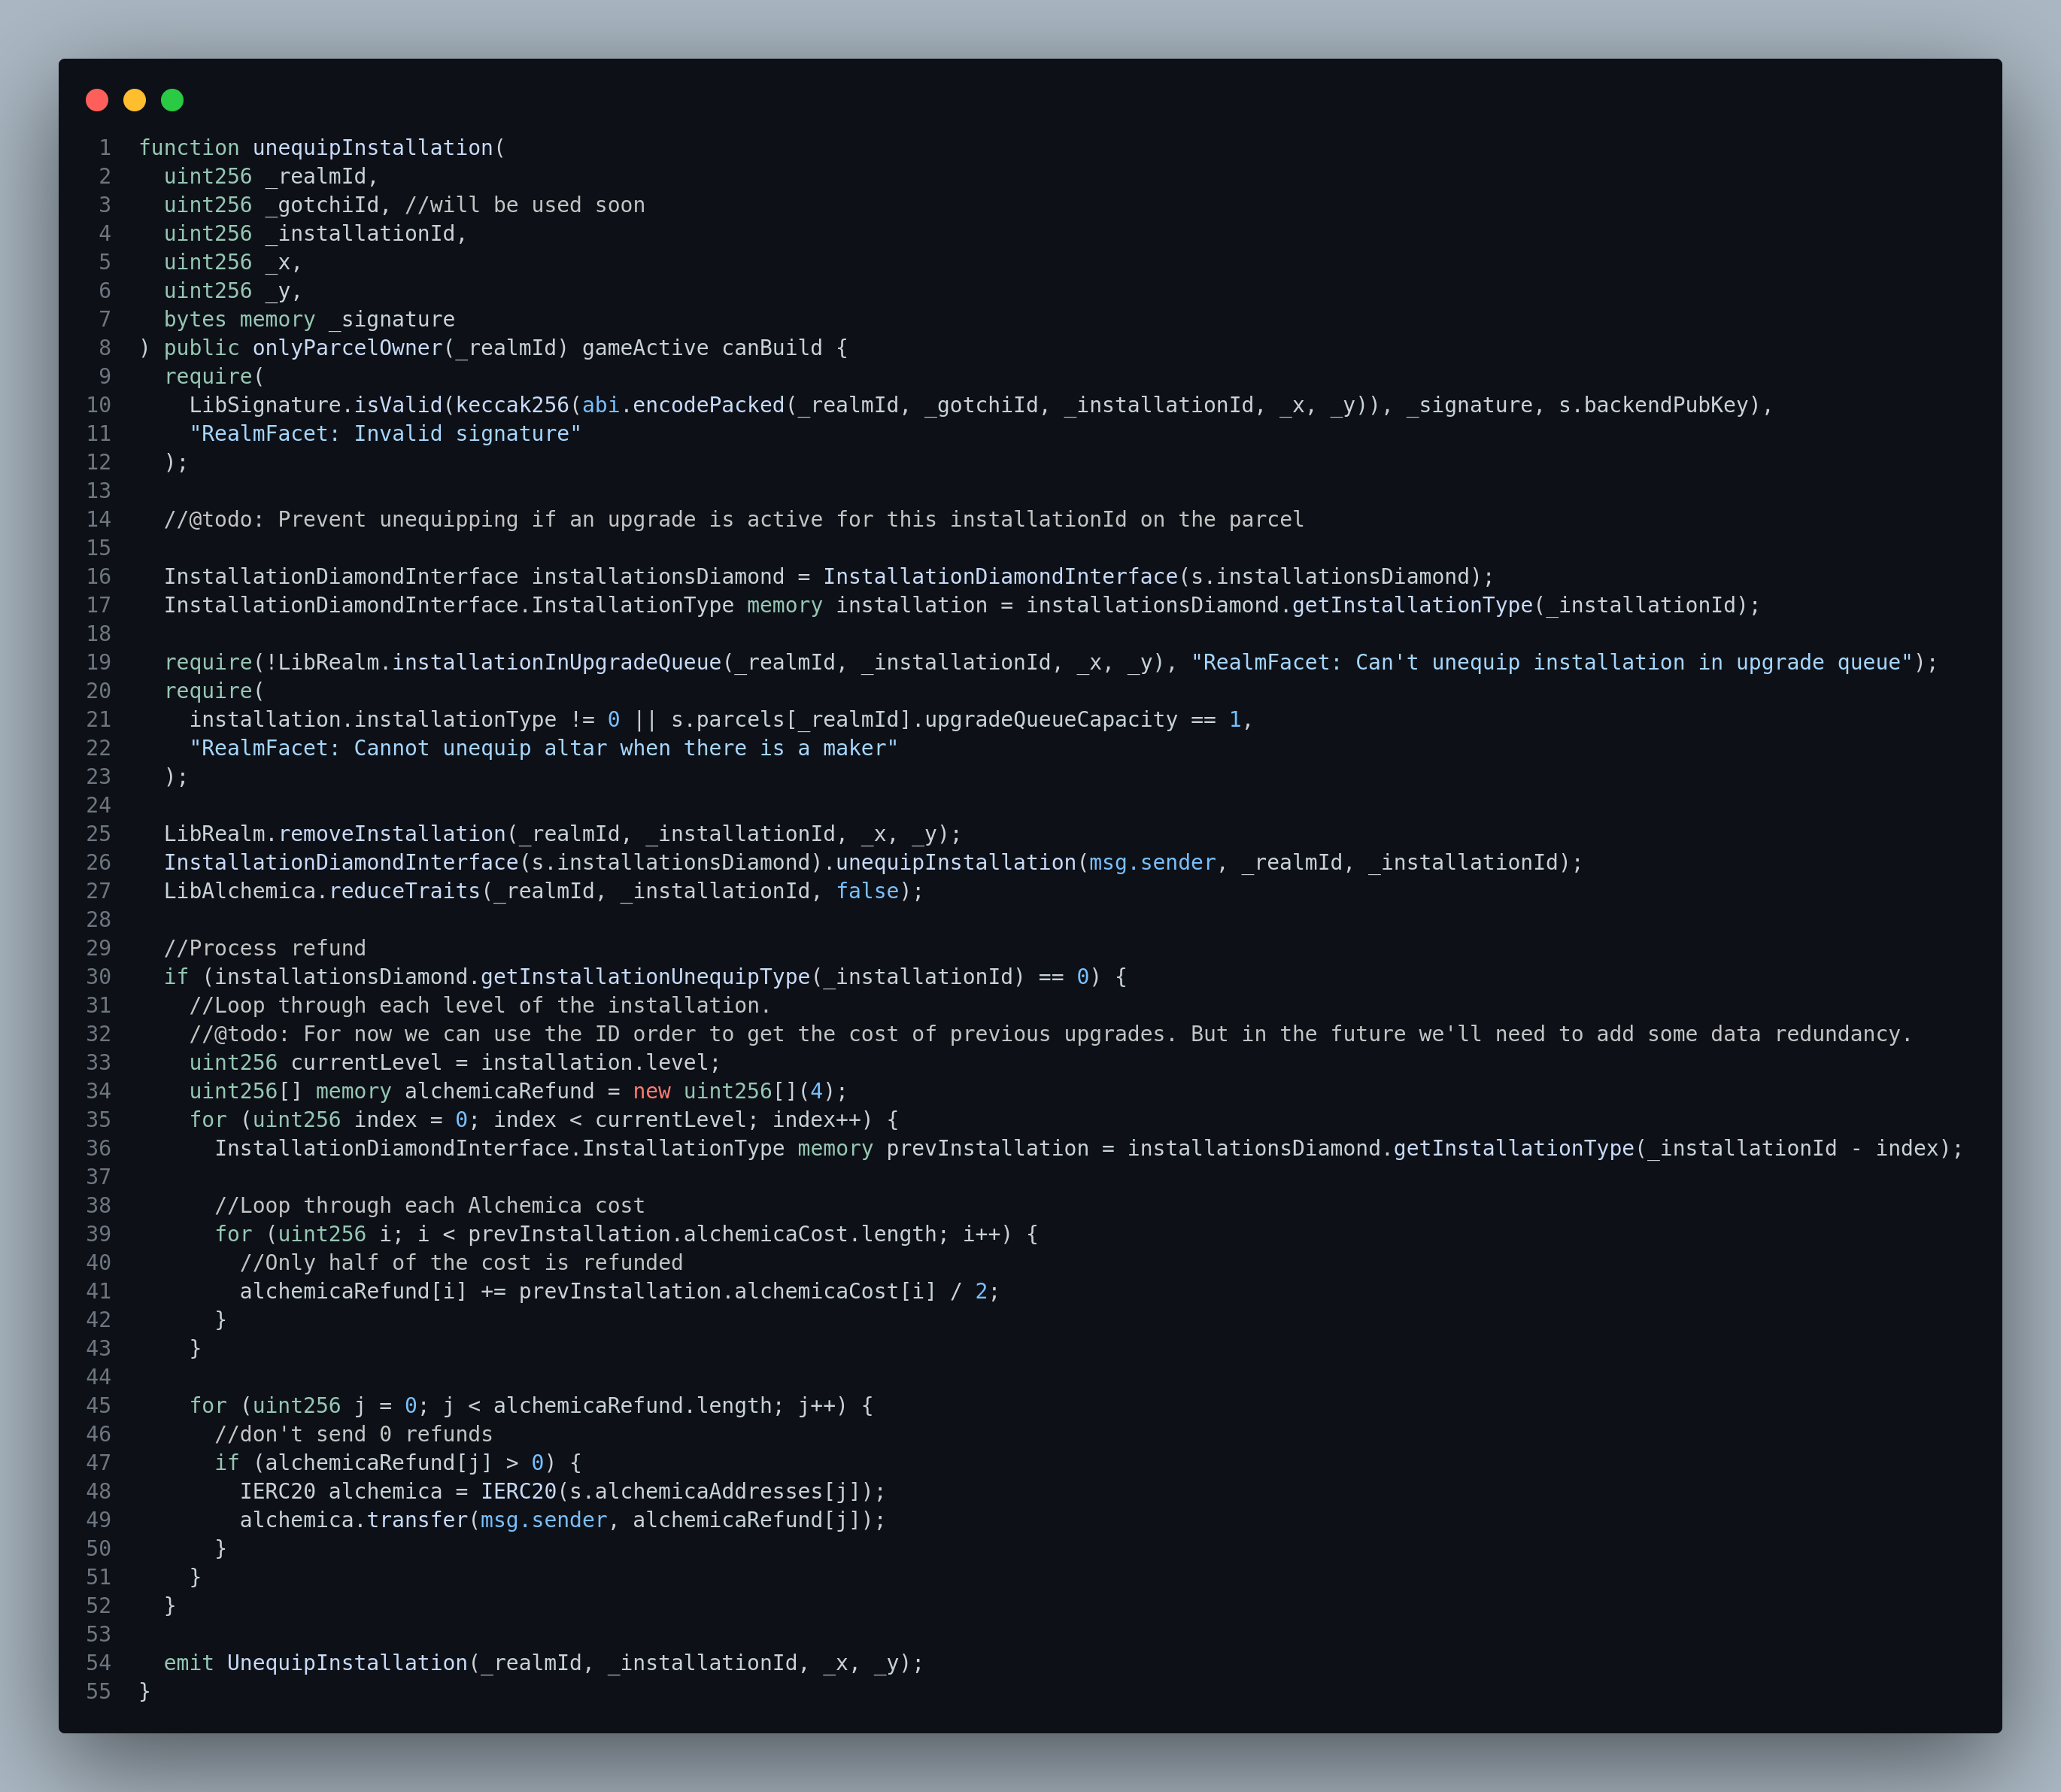 1 function unequipInstallation(
2   uint256 _realmId,
3   uint256 _gotchiId, //will be used soon
4   uint256 _installationId,
5   uint256 _x,
6   uint256 _y,
7   bytes memory _signature
8 ) public onlyParcelOwner(_realmId) gameActive canBuild {
9   require(
10     LibSignature.isValid(keccak256(abi.encodePacked(_realmId, _gotchiId, _installationId, _x, _y)), _signature, s.backendPubKey),
11     "RealmFacet: Invalid signature"
12   );
13
14   //@todo: Prevent unequipping if an upgrade is active for this installationId on the parcel
15
16   InstallationDiamondInterface installationsDiamond = InstallationDiamondInterface(s.installationsDiamond);
17   InstallationDiamondInterface.InstallationType memory installation = installationsDiamond.getInstallationType(_installationId);
18
19   require(!LibRealm.installationInUpgradeQueue(_realmId, _installationId, _x, _y), "RealmFacet: Can't unequip installation in upgrade queue");
20   require(
21     installation.installationType != 0 || s.parcels[_realmId].upgradeQueueCapacity == 1,
22     "RealmFacet: Cannot unequip altar when there is a maker"
23   );
24
25   LibRealm.removeInstallation(_realmId, _installationId, _x, _y);
26   InstallationDiamondInterface(s.installationsDiamond).unequipInstallation(msg.sender, _realmId, _installationId);
27   LibAlchemica.reduceTraits(_realmId, _installationId, false);
28
29   //Process refund
30   if (installationsDiamond.getInstallationUnequipType(_installationId) == 0) {
31     //Loop through each level of the installation.
32     //@todo: For now we can use the ID order to get the cost of previous upgrades. But in the future we'll need to add some data redundancy.
33     uint256 currentLevel = installation.level;
34     uint256[] memory alchemicaRefund = new uint256[](4);
35     for (uint256 index = 0; index < currentLevel; index++) {
36       InstallationDiamondInterface.InstallationType memory prevInstallation = installationsDiamond.getInstallationType(_installationId - index);
37
38       //Loop through each Alchemica cost
39       for (uint256 i; i < prevInstallation.alchemicaCost.length; i++) {
40         //Only half of the cost is refunded
41         alchemicaRefund[i] += prevInstallation.alchemicaCost[i] / 2;
42       }
43     }
44
45     for (uint256 j = 0; j < alchemicaRefund.length; j++) {
46       //don't send 0 refunds
47       if (alchemicaRefund[j] > 0) {
48         IERC20 alchemica = IERC20(s.alchemicaAddresses[j]);
49         alchemica.transfer(msg.sender, alchemicaRefund[j]);
50       }
51     }
52   }
53
54   emit UnequipInstallation(_realmId, _installationId, _x, _y);
55 }